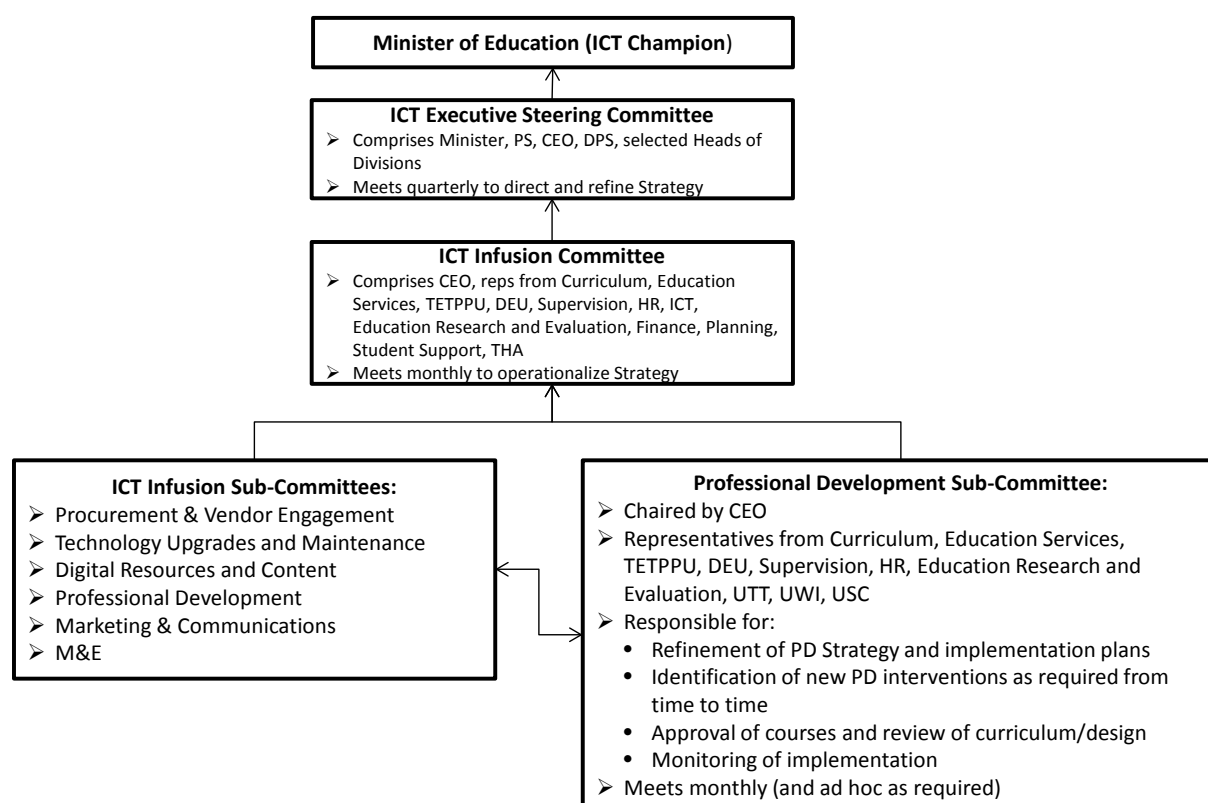 Minister of Education (ICT Champion)
ICT Executive Steering Committee
➢ Comprises Minister, PS, CEO, DPS, selected Heads of
Divisions
➢ Meets quarterly to direct and refine Strategy
ICT Infusion Committee
➢ Comprises CEO, reps from Curriculum, Education
Services, TETPPU, DEU, Supervision, HR, ICT,
Education Research and Evaluation, Finance, Planning,
Student Support, THA
➢ Meets monthly to operationalize Strategy
ICT Infusion Sub-Committees:
➢ Procurement & Vendor Engagement
➢ Technology Upgrades and Maintenance
➢ Digital Resources and Content
➢ Professional Development
➢ Marketing & Communications
➢ M&E
Professional Development Sub-Committee:
➢ Chaired by CEO
➢ Representatives from Curriculum, Education Services,
TETPPU, DEU, Supervision, HR, Education Research and
Evaluation, UTT, UWI, USC
➢ Responsible for:
• Refinement of PD Strategy and implementation plans
• Identification of new PD interventions as required from
time to time
• Approval of courses and review of curriculum/design
• Monitoring of implementation
➢ Meets monthly (and ad hoc as required)